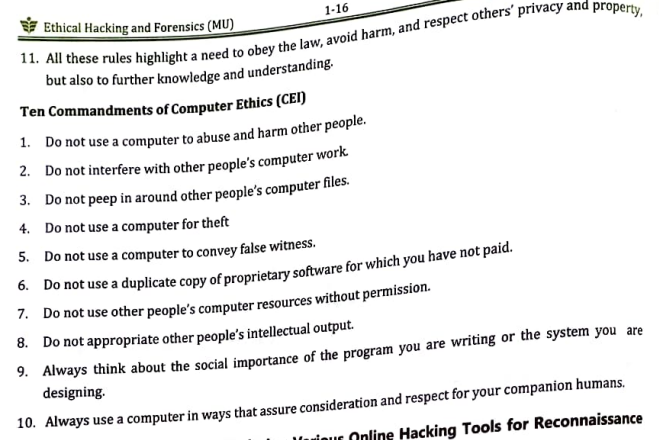 Ethical Hacking and Forensics (MU)
1-16
11. All these rules highlight a need to obey the law, avoid harm, and respect others' privacy and property,
but also to further knowledge and understanding.
Ten Commandments of Computer Ethics (CEI)
1. Do not use a computer to abuse and harm other people.
2. Do not interfere with other people's computer work.
3. Do not peep in around other people's computer files.
4. Do not use a computer for theft
5. Do not use a computer to convey false witness.
6. Do not use a duplicate copy of proprietary software for which you have not paid.
7. Do not use other people's computer resources without permission.
8. Do not appropriate other people's intellectual output.
9. Always think about the social importance of the program you are writing or the system you are
designing.
10. Always use a computer in ways that assure consideration and respect for your companion humans.
Various Online Hacking Tools for Reconnaissance